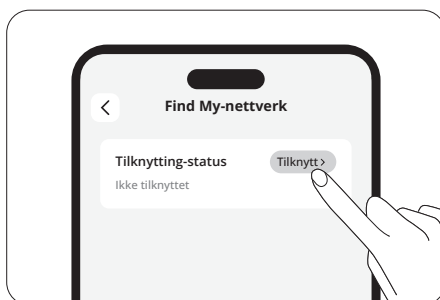 Find My-nettverk
Tilknytting-status
Tilknytt >
Ikke tilknyttet